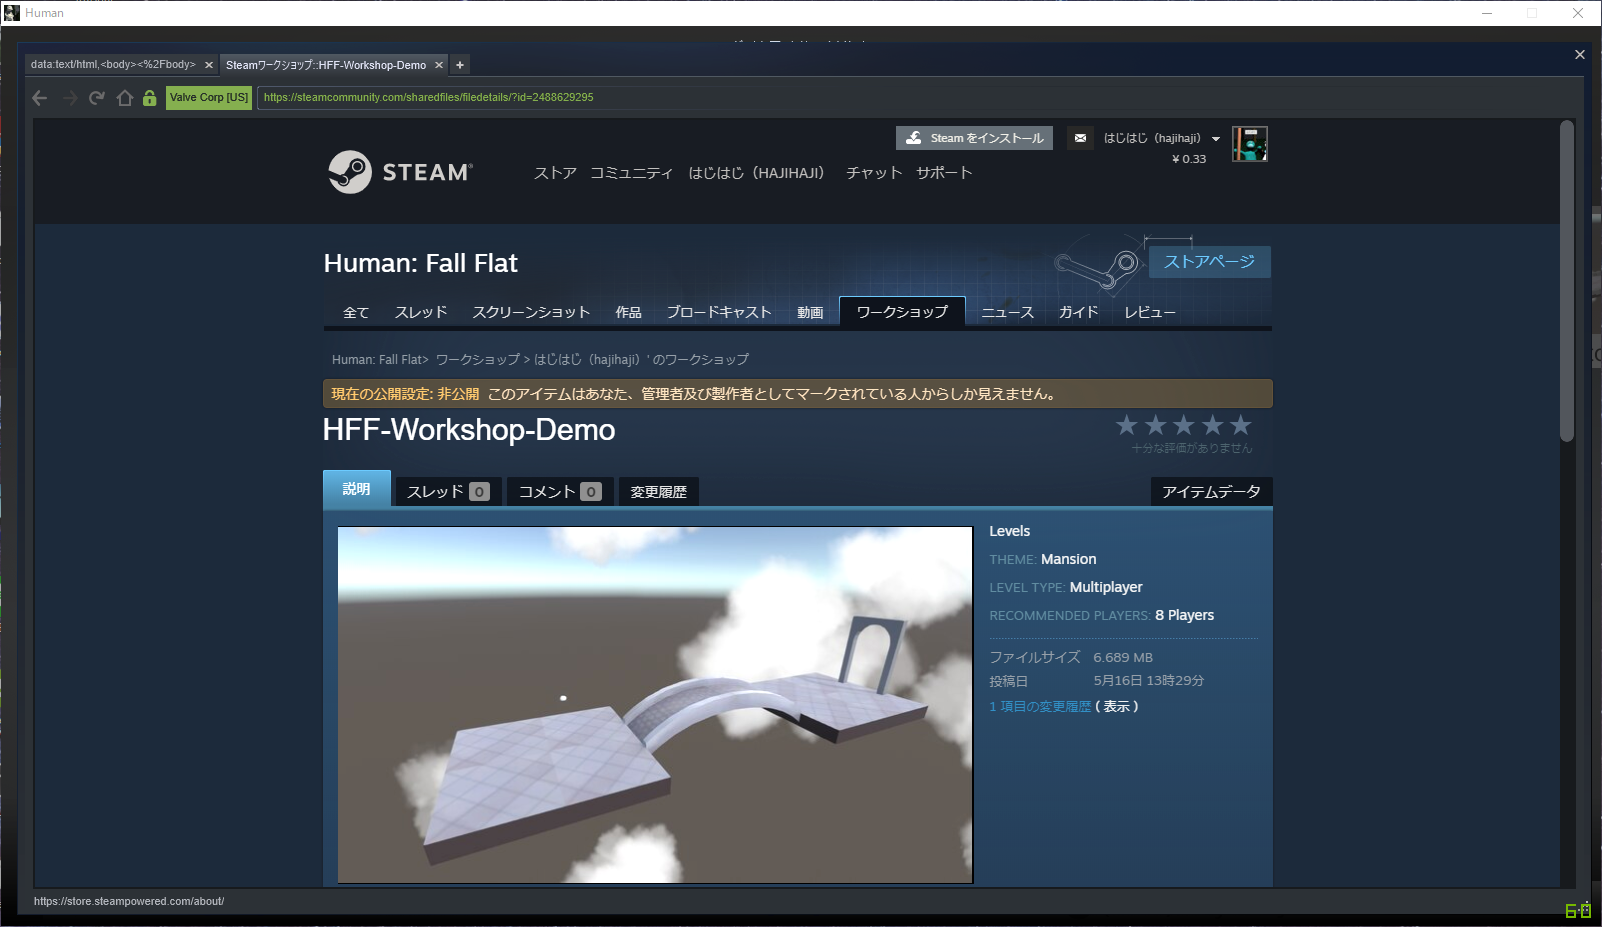 Human
data:text/html,<body><%2Fbody>
Steamワークショップ::HFF-Workshop-Demo
Valve Corp [US]
https://steamcommunity.com/sharedfiles/filedetails/?id=2488629295
Steam をインストール
はじはじ（hajihaji）
¥ 0.33
STEAM®
ストア コミュニティ はじはじ（HAJIHAJI） チャット サポート
Human: Fall Flat
ストアページ
全て スレッド スクリーンショット 作品 ブロードキャスト 動画 ワークショップ ニュース ガイド レビュー
Human: Fall Flat> ワークショップ > はじはじ（hajihaji）' のワークショップ
現在の公開設定: 非公開 このアイテムはあなた、管理者及び製作者としてマークされている人からしか見えません。
HFF-Workshop-Demo
十分な評価がありません
説明 スレッド 0 コメント 0 変更履歴 アイテムデータ
Levels
THEME: Mansion
LEVEL TYPE: Multiplayer
RECOMMENDED PLAYERS: 8 Players
ファイルサイズ 6.689 MB
投稿日 5月16日 13時29分
1 項目の変更履歴 ( 表示 )
https://store.steampowered.com/about/
60